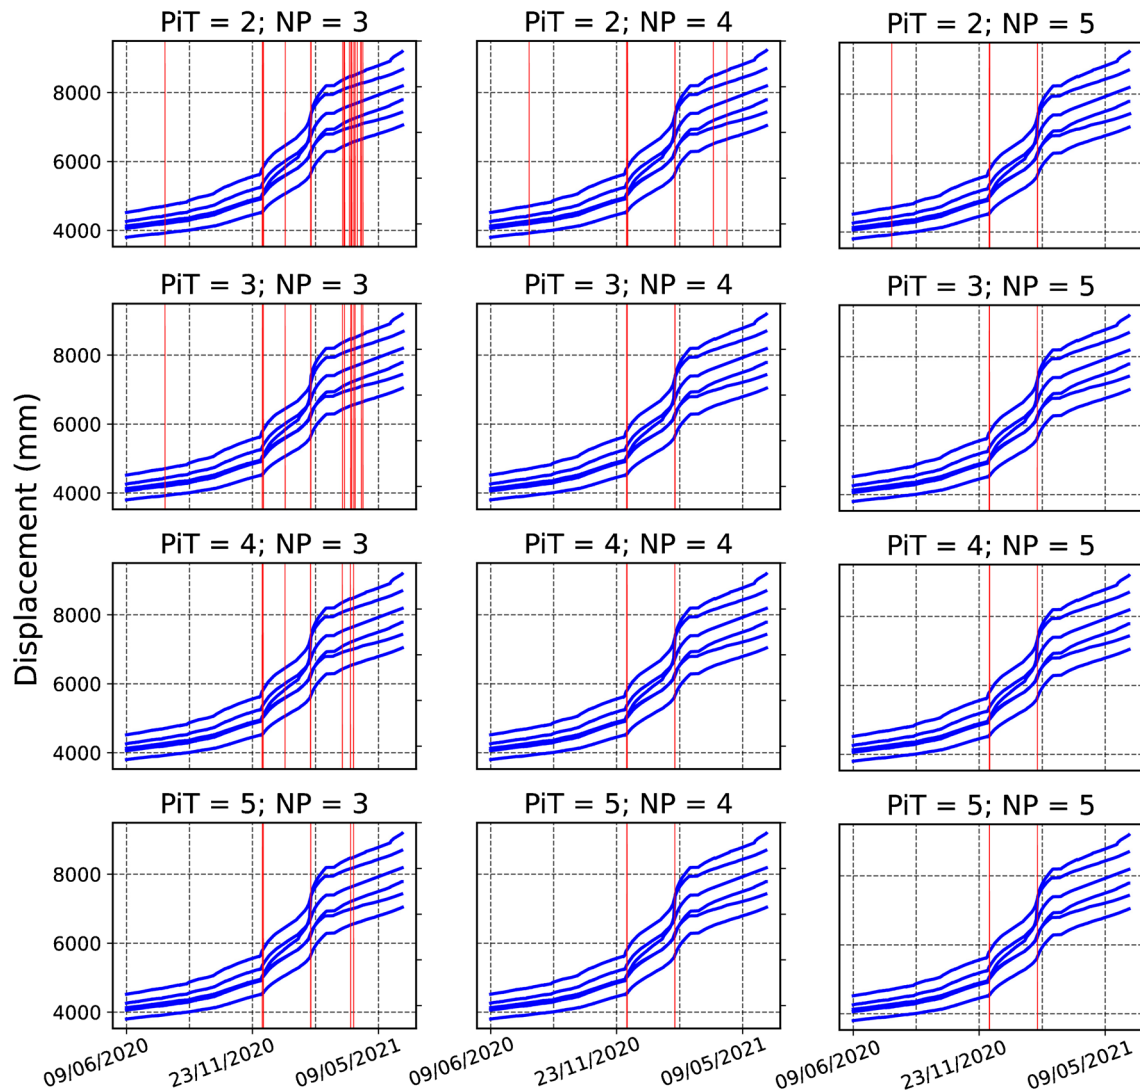 PiT = 2; NP = 3
PiT = 2; NP = 4
PiT = 2; NP = 5
8000
6000
4000
PiT = 3; NP = 3
PiT = 3; NP = 4
PiT = 3; NP = 5
8000
6000
4000
Displacement (mm)
PiT = 4; NP = 3
PiT = 4; NP = 4
PiT = 4; NP = 5
8000
6000
4000
PiT = 5; NP = 3
PiT = 5; NP = 4
PiT = 5; NP = 5
8000
6000
4000
09/06/2020
23/11/2020
09/05/2021
09/06/2020
23/11/2020
09/05/2021
09/06/2020
23/11/2020
09/05/2021